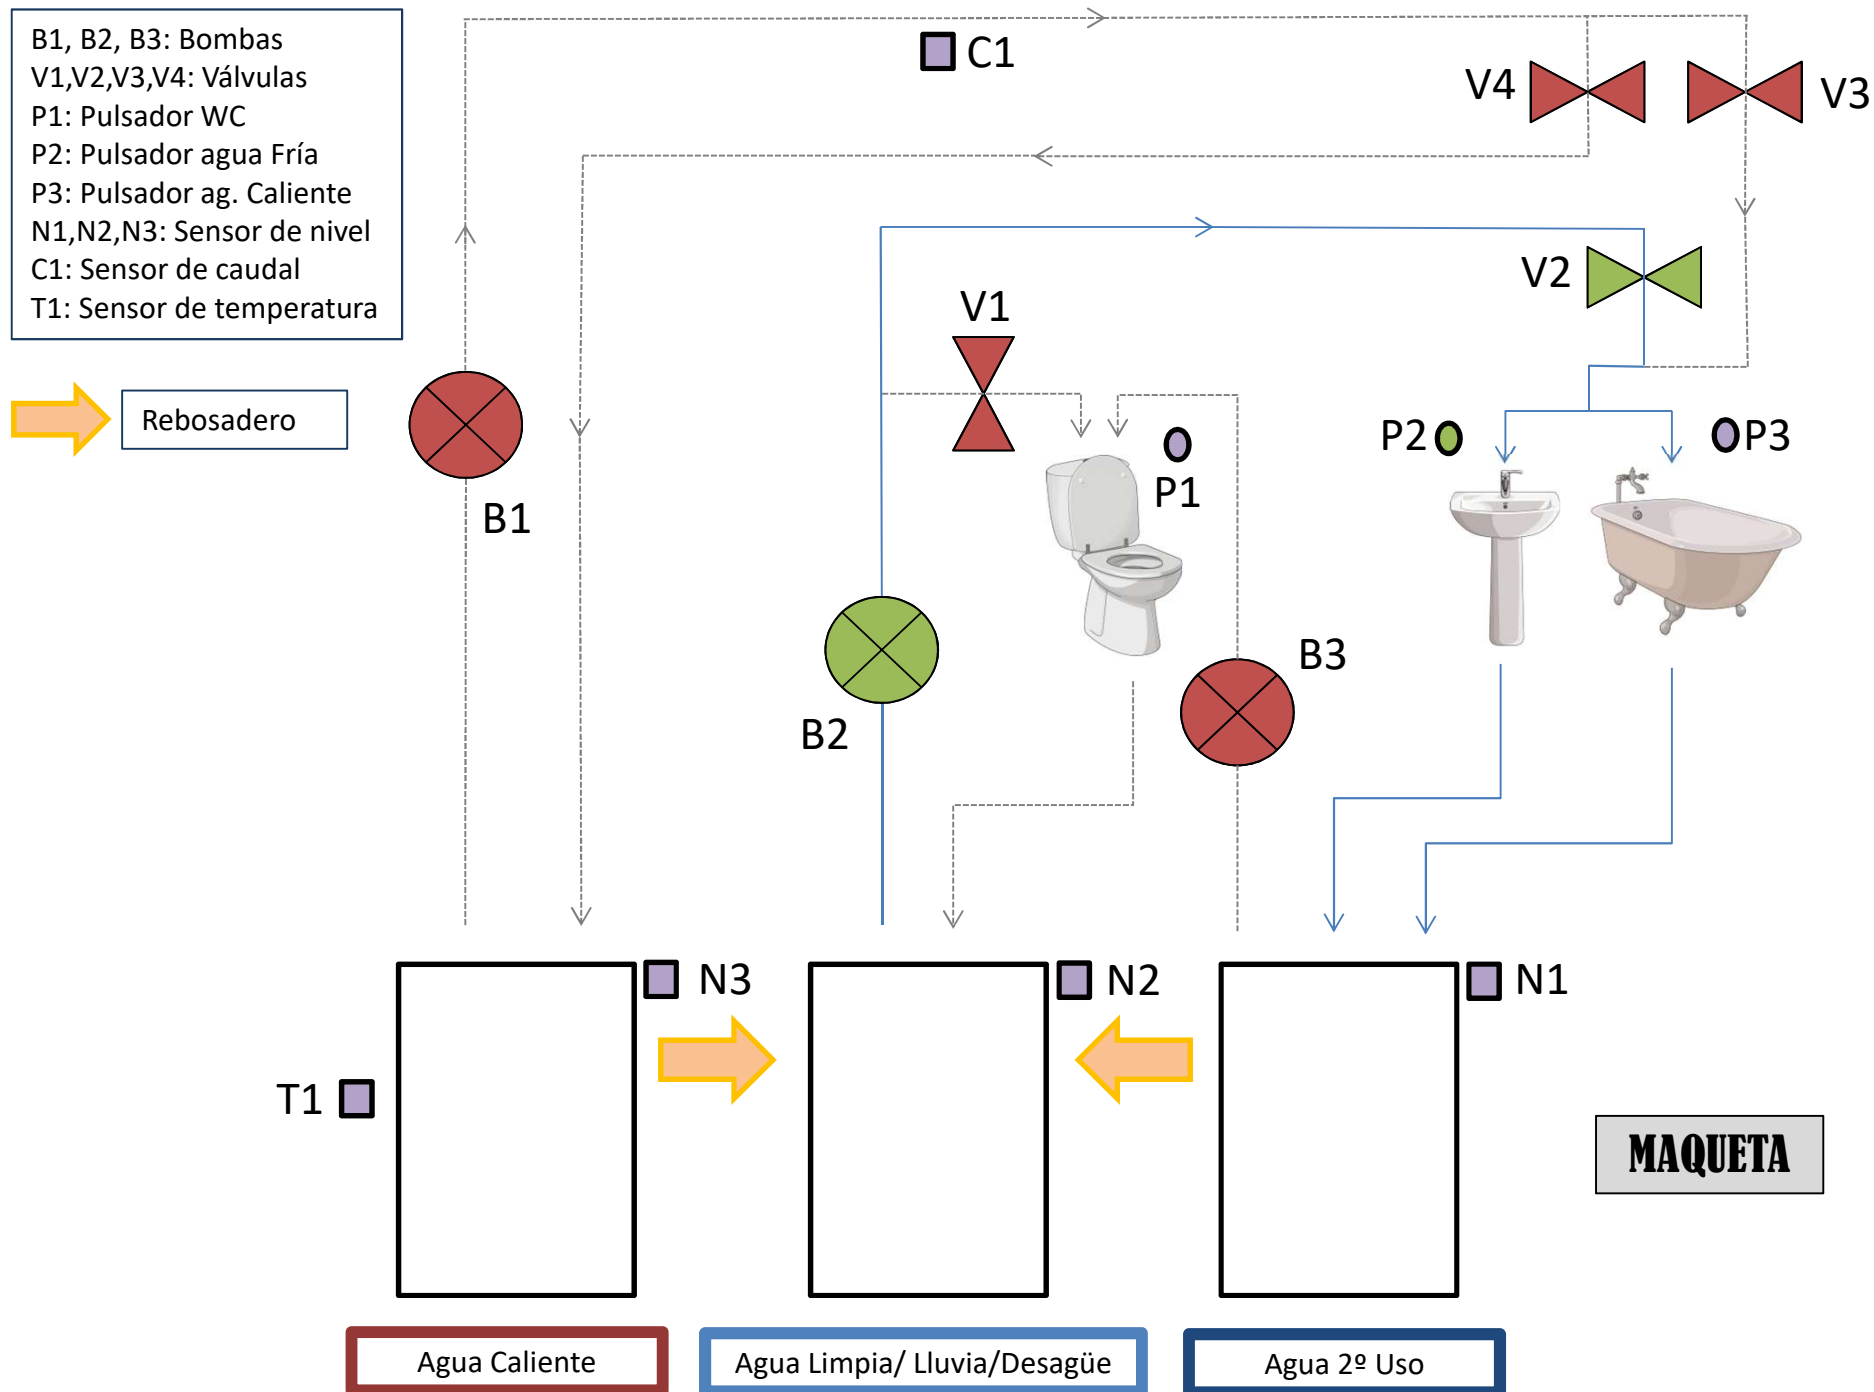 B1, B2, B3: Bombas
V1,V2,V3,V4: Válvulas
P1: Pulsador WC
P2: Pulsador agua Fría
P3: Pulsador ag. Caliente
N1,N2,N3: Sensor de nivel
C1: Sensor de caudal
T1: Sensor de temperatura
Rebosadero
C1
V4
V3
V2
V1
B1
P1
P2
P3
B2
B3
N3
N2
N1
T1
MAQUETA
Agua Caliente
Agua Limpia/ Lluvia/Desagüe
Agua 2º Uso